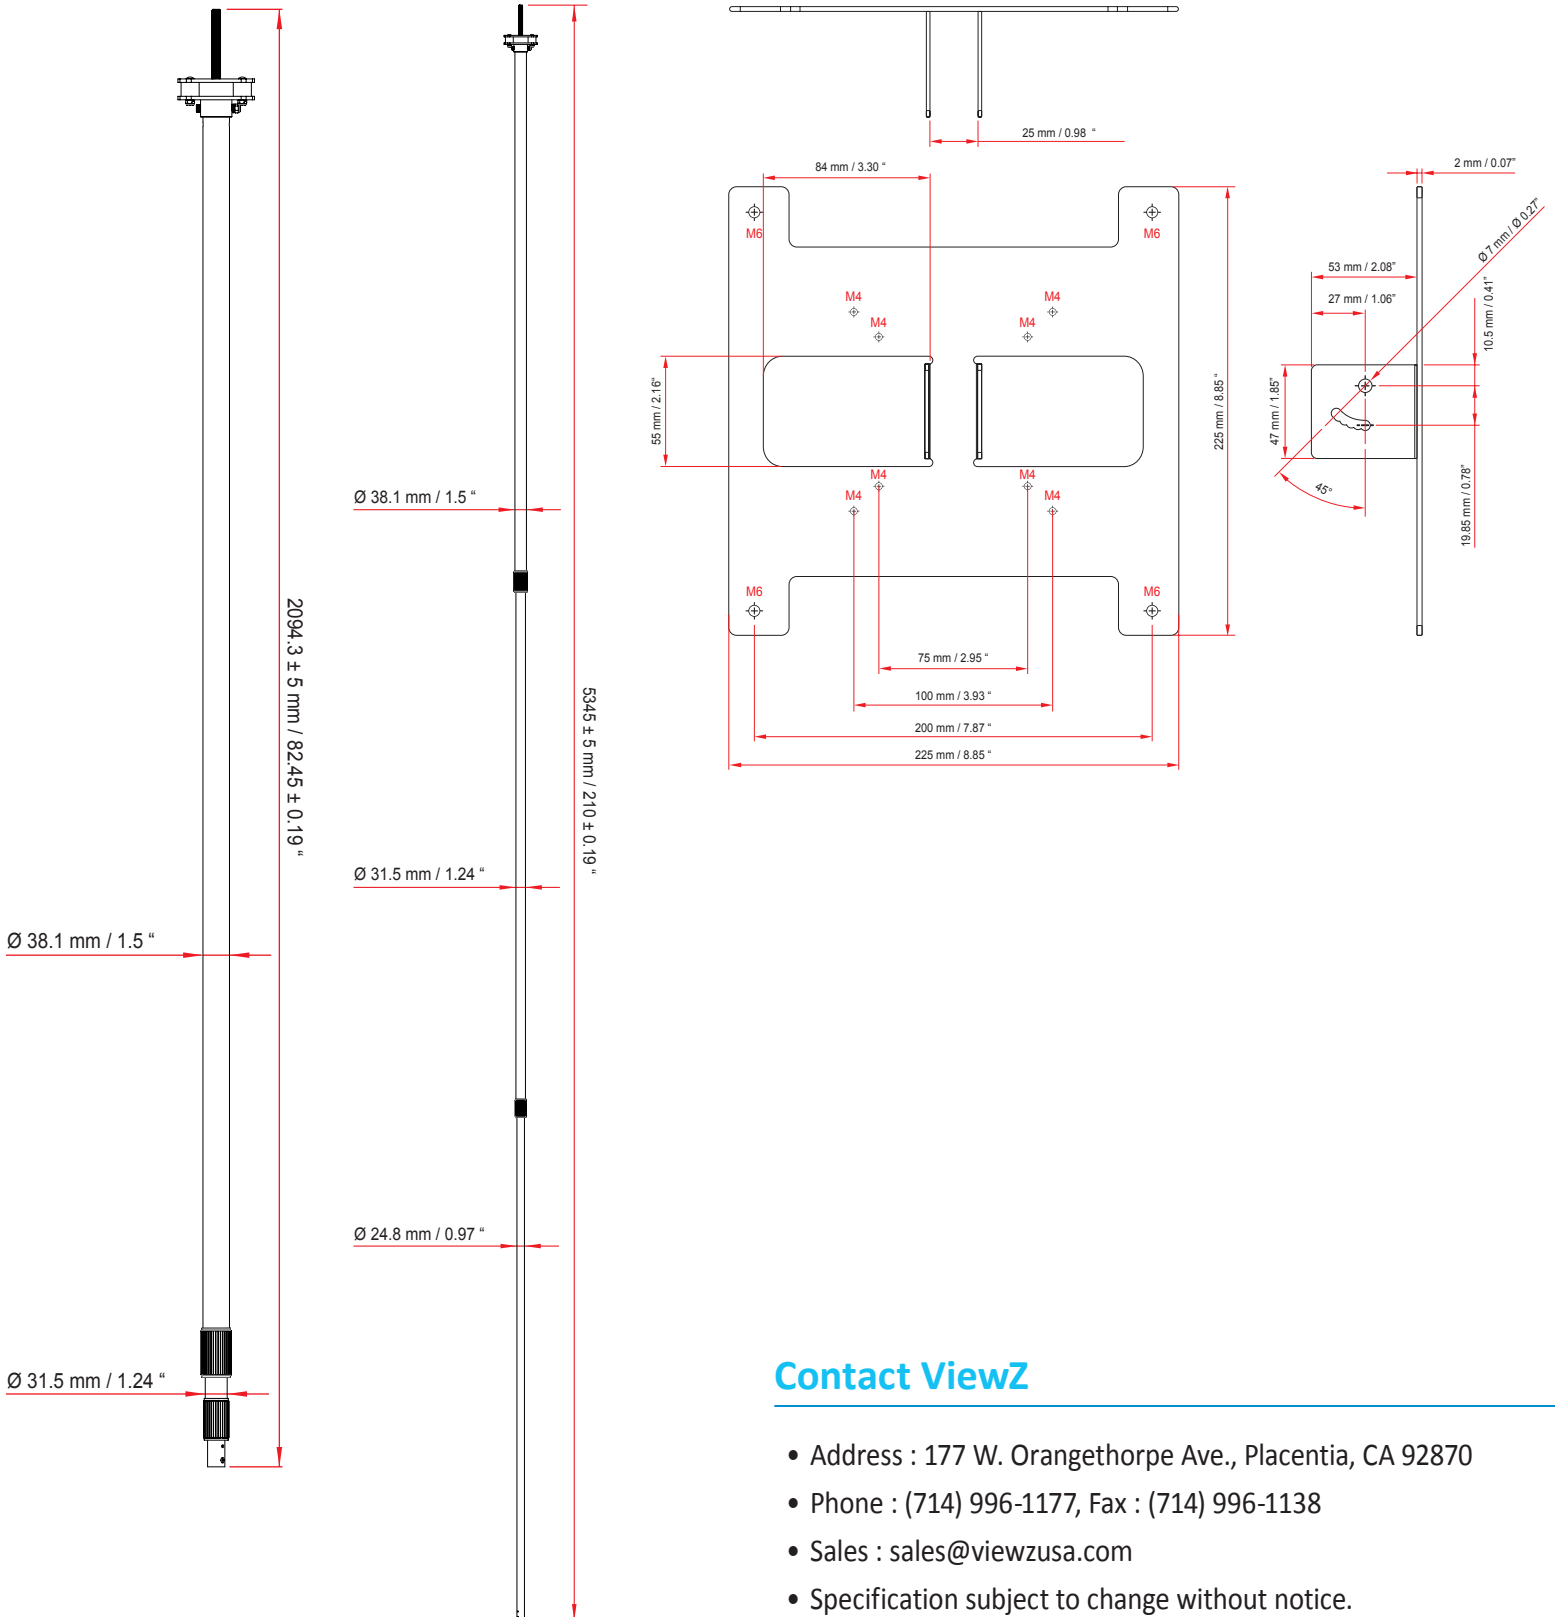 2094.3 ± 5 mm / 82.45 ± 0.19 “
Ø 38.1 mm / 1.5 “
Ø 31.5 mm / 1.24 “
5345 ± 5 mm / 210 ± 0.19 “
Ø 38.1 mm / 1.5 “
Ø 31.5 mm / 1.24 “
Ø 24.8 mm / 0.97 “
25 mm / 0.98 “
84 mm / 3.30 “
M6
M6
M4
M4
M4
M4
55 mm / 2.16”
225 mm / 8.85 “
M4
M4
M4
M4
M6
M6
75 mm / 2.95 “
100 mm / 3.93 “
200 mm / 7.87 “
225 mm / 8.85 “
2 mm / 0.07”
Ø 7 mm / Ø 0.27”
53 mm / 2.08”
27 mm / 1.06”
10.5 mm / 0.41”
47 mm / 1.85”
19.85 mm / 0.78”
45°
Contact ViewZ
• Address : 177 W. Orangethorpe Ave., Placentia, CA 92870
• Phone : (714) 996-1177, Fax : (714) 996-1138
• Sales : sales@viewzusa.com
• Specification subject to change without notice.